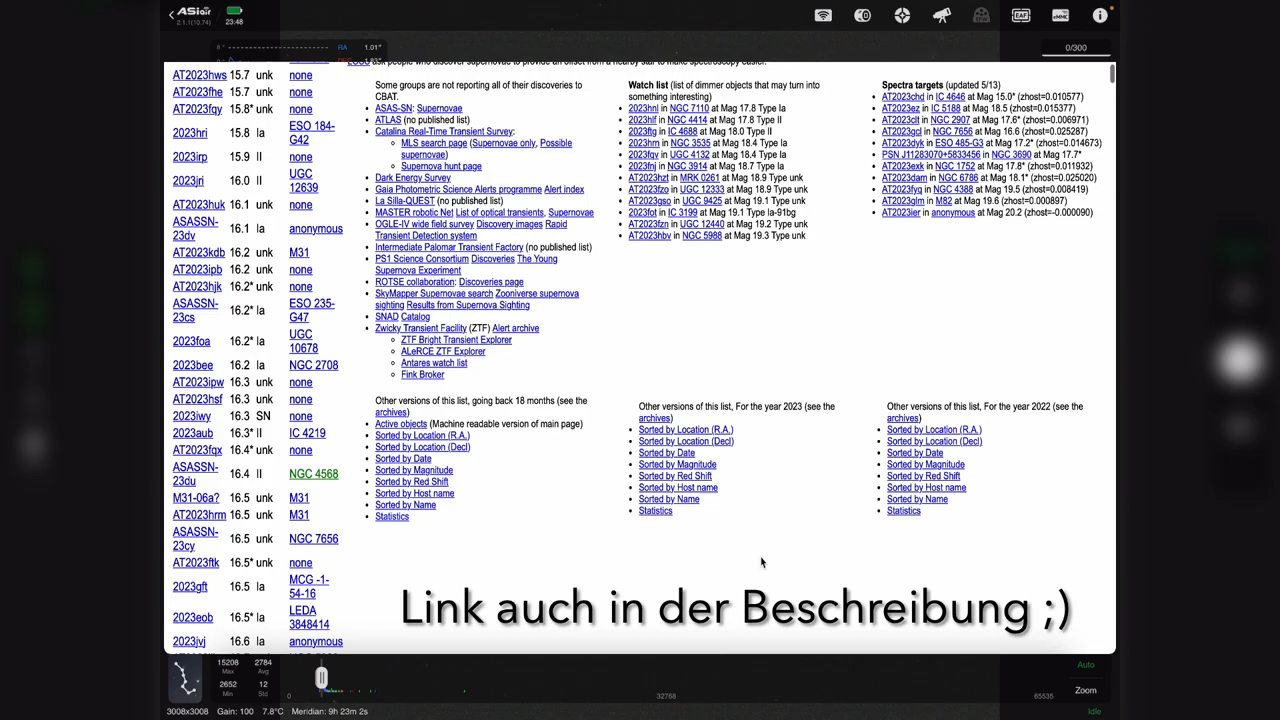 ASiair
2.1.1(10.74)
23:48
0/300
RA 1.01"
AT2023hws 15.7 unk none
AT2023fhe 15.7 unk none
AT2023fqy 15.8* unk none
2023hri 15.8 Ia ESO 184-
G42
2023irp 15.9 II none
2023jri 16.0 II UGC
12639
AT2023huk 16.1 unk none
ASASSN-
23dv 16.1 Ia anonymous
AT2023kdb 16.2 unk M31
AT2023ipb 16.2 unk none
AT2023hjk 16.2* unk none
ASASSN-
23cs 16.2* Ia ESO 235-
G47
2023foa 16.2* Ia UGC
10678
2023bee 16.2 Ia NGC 2708
AT2023ipw 16.3 unk none
AT2023hsf 16.3 unk none
2023iwy 16.3 SN none
2023aub 16.3* II IC 4219
AT2023fqx 16.4* unk none
ASASSN-
23du 16.4 II NGC 4568
M31-06a? 16.5 unk M31
AT2023hrm 16.5 unk M31
ASASSN-
23cy 16.5 unk NGC 7656
AT2023ftk 16.5* unk none
2023gft 16.5 Ia MCG -1-
54-16
2023eob 16.5* Ia LEDA
3848414
2023jvj 16.6 Ia anonymous
ask people who discover supernovae to provide an offset from a nearby star to make spectroscopy easier.
Some groups are not reporting all of their discoveries to
CBAT.
• ASAS-SN: Supernovae
• ATLAS (no published list)
• Catalina Real-Time Transient Survey:
○ MLS search page (Supernovae only, Possible
supernovae)
○ Supernova hunt page
• Dark Energy Survey
• Gaia Photometric Science Alerts programme Alert index
• La Silla-QUEST (no published list)
• MASTER robotic Net List of optical transients, Supernovae
• OGLE-IV wide field survey Discovery images Rapid
Transient Detection system
• Intermediate Palomar Transient Factory (no published list)
• PS1 Science Consortium Discoveries The Young
Supernova Experiment
• ROTSE collaboration: Discoveries page
• SkyMapper Supernovae search Zooniverse supernova
sighting Results from Supernova Sighting
• SNAD Catalog
• Zwicky Transient Facility (ZTF) Alert archive
○ ZTF Bright Transient Explorer
○ ALeRCE ZTF Explorer
○ Antares watch list
○ Fink Broker
Watch list (list of dimmer objects that may turn into
something interesting)
• 2023hnl in NGC 7110 at Mag 17.8 Type Ia
• 2023hlf in NGC 4414 at Mag 17.8 Type II
• 2023ftg in IC 4688 at Mag 18.0 Type II
• 2023hrn in NGC 3535 at Mag 18.4 Type Ia
• 2023fgv in UGC 4132 at Mag 18.4 Type Ia
• 2023fnj in NGC 3914 at Mag 18.7 Type Ia
• AT2023hzt in MRK 0261 at Mag 18.9 Type unk
• AT2023fzo in UGC 12333 at Mag 18.9 Type unk
• AT2023gso in UGC 9425 at Mag 19.1 Type unk
• 2023fot in IC 3199 at Mag 19.1 Type Ia-91bg
• AT2023fzn in UGC 12440 at Mag 19.2 Type unk
• AT2023hbv in NGC 5988 at Mag 19.3 Type unk
Spectra targets (updated 5/13)
• AT2023chd in IC 4646 at Mag 15.0* (zhost=0.010577)
• AT2023ez in IC 5188 at Mag 18.5 (zhost=0.015377)
• AT2023clt in NGC 2907 at Mag 17.6* (zhost=0.006971)
• AT2023gcl in NGC 7656 at Mag 16.6 (zhost=0.025287)
• AT2023dyk in ESO 485-G3 at Mag 17.2* (zhost=0.014673)
• PSN J11283070+5833456 in NGC 3690 at Mag 17.7*
• AT2023exk in NGC 1752 at Mag 17.8* (zhost=0.011932)
• AT2023dam in NGC 6786 at Mag 18.1* (zhost=0.025020)
• AT2023fyq in NGC 4388 at Mag 19.5 (zhost=0.008419)
• AT2023glm in M82 at Mag 19.6 (zhost=0.000897)
• AT2023ier in anonymous at Mag 20.2 (zhost=-0.000090)
Other versions of this list, going back 18 months (see the
archives)
• Active objects (Machine readable version of main page)
• Sorted by Location (R.A.)
• Sorted by Location (Decl)
• Sorted by Date
• Sorted by Magnitude
• Sorted by Red Shift
• Sorted by Host name
• Sorted by Name
• Statistics
Other versions of this list, For the year 2023 (see the
archives)
• Sorted by Location (R.A.)
• Sorted by Location (Decl)
• Sorted by Date
• Sorted by Magnitude
• Sorted by Red Shift
• Sorted by Host name
• Sorted by Name
• Statistics
Other versions of this list, For the year 2022 (see the
archives)
• Sorted by Location (R.A.)
• Sorted by Location (Decl)
• Sorted by Date
• Sorted by Magnitude
• Sorted by Red Shift
• Sorted by Host name
• Sorted by Name
• Statistics
Link auch in der Beschreibung ;)
15208 2784
Max Avg
2652 12
Min Std
0 32768 65535
Auto
Zoom
3008x3008 Gain: 100 7.8°C Meridian: 9h 23m 2s
Idle